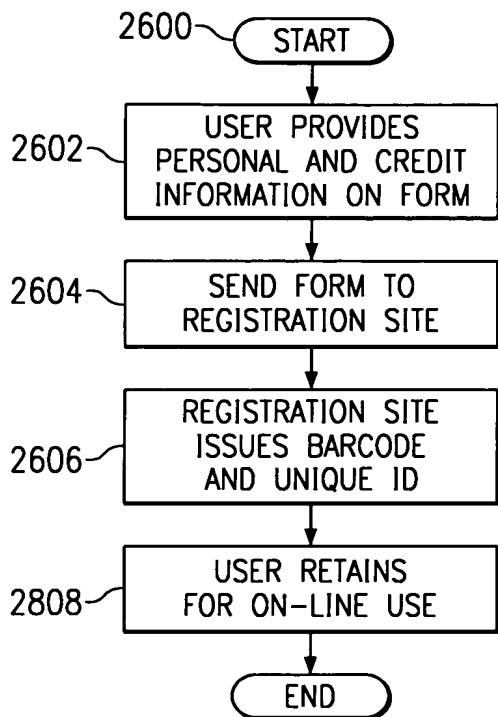 2600
START
2602
USER PROVIDES
PERSONAL AND CREDIT
INFORMATION ON FORM
2604
SEND FORM TO
REGISTRATION SITE
2606
REGISTRATION SITE
ISSUES BARCODE
AND UNIQUE ID
2808
USER RETAINS
FOR ON-LINE USE
END